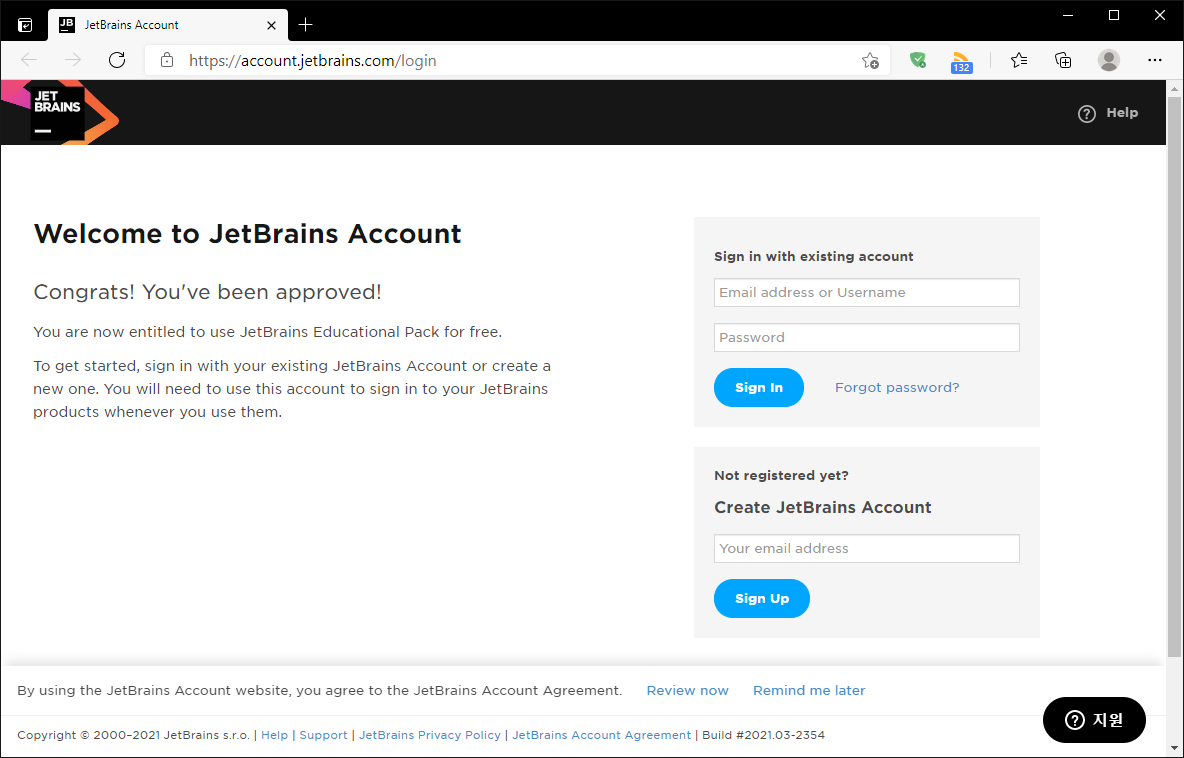 JB
JetBrains Account
https://account.jetbrains.com/login
132
JET
BRAINS
Help
Welcome to JetBrains Account
Congrats! You've been approved!
You are now entitled to use JetBrains Educational Pack for free.
To get started, sign in with your existing JetBrains Account or create a
new one. You will need to use this account to sign in to your JetBrains
products whenever you use them.
Sign in with existing account
Email address or Username
Password
Sign In
Forgot password?
Not registered yet?
Create JetBrains Account
Your email address
Sign Up
By using the JetBrains Account website, you agree to the JetBrains Account Agreement. Review now Remind me later
Copyright © 2000–2021 JetBrains s.r.o. | Help | Support | JetBrains Privacy Policy | JetBrains Account Agreement | Build #2021.03-2354
지원